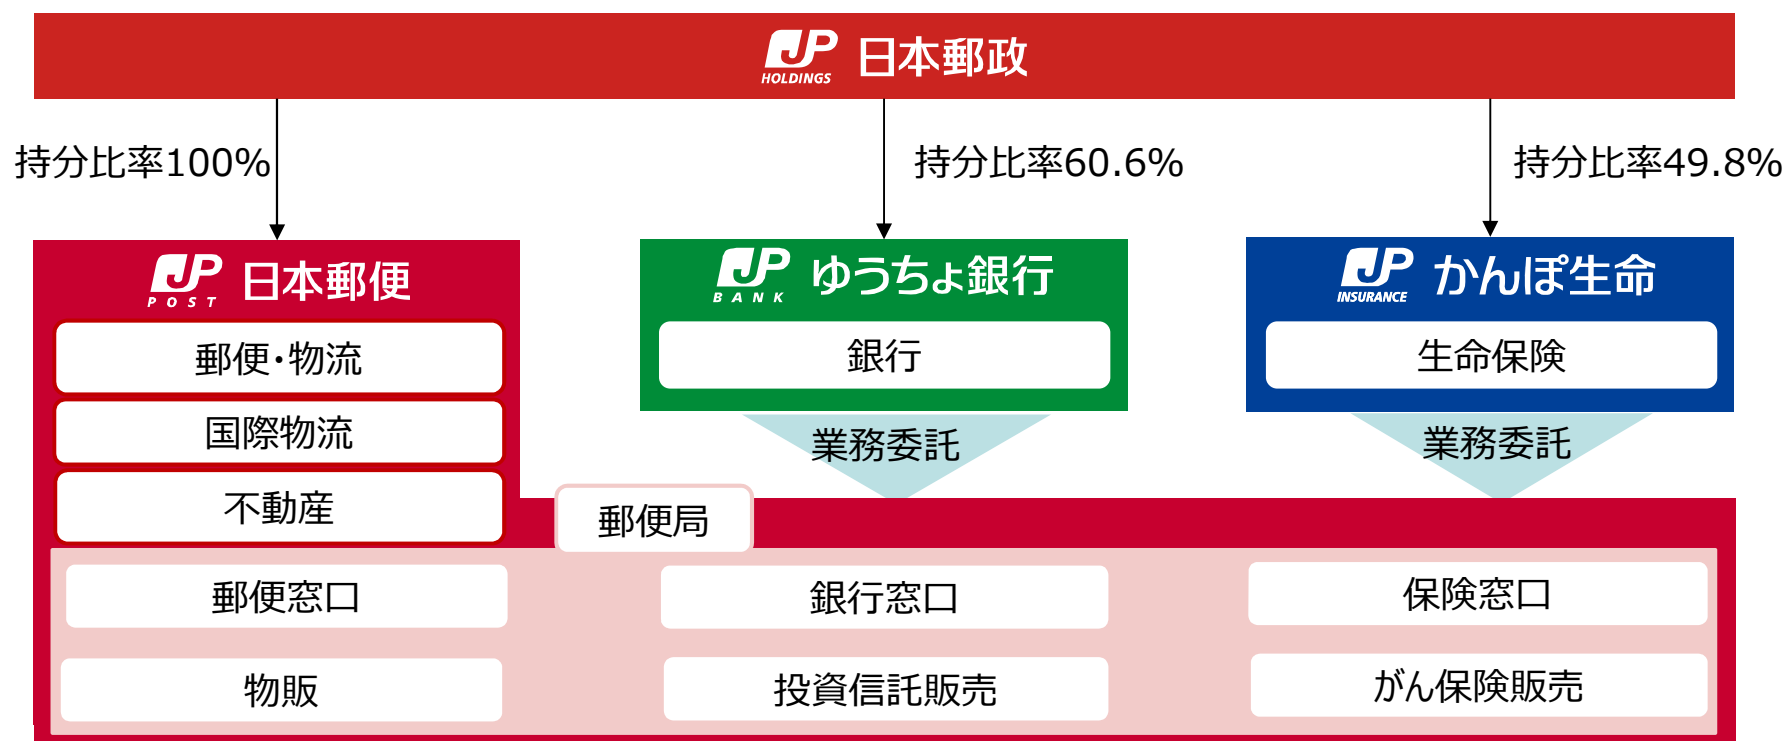 JP
HOLDINGS
日本郵政
持分比率100%
持分比率60.6%
持分比率49.8%
JP
POST
日本郵便
郵便・物流
国際物流
不動産
JP
BANK
ゆうちょ銀行
銀行
業務委託
JP
INSURANCE
かんぽ生命
生命保険
業務委託
郵便局
郵便窓口
銀行窓口
保険窓口
物販
投資信託販売
がん保険販売